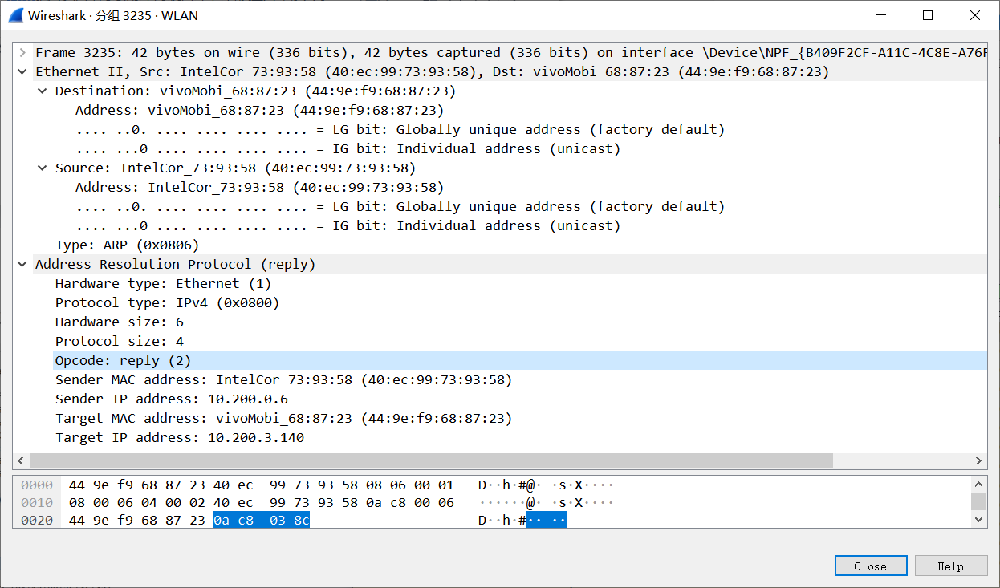 Wireshark · 分组 3235 · WLAN
Frame 3235: 42 bytes on wire (336 bits), 42 bytes captured (336 bits) on interface \Device\NPF_{B409F2CF-A11C-4C8E-A76F
Ethernet II, Src: IntelCor_73:93:58 (40:ec:99:73:93:58), Dst: vivoMobi_68:87:23 (44:9e:f9:68:87:23)
Destination: vivoMobi_68:87:23 (44:9e:f9:68:87:23)
Address: vivoMobi_68:87:23 (44:9e:f9:68:87:23)
.... ..0. .... .... .... .... = LG bit: Globally unique address (factory default)
.... ...0 .... .... .... .... = IG bit: Individual address (unicast)
Source: IntelCor_73:93:58 (40:ec:99:73:93:58)
Address: IntelCor_73:93:58 (40:ec:99:73:93:58)
.... ..0. .... .... .... .... = LG bit: Globally unique address (factory default)
.... ...0 .... .... .... .... = IG bit: Individual address (unicast)
Type: ARP (0x0806)
Address Resolution Protocol (reply)
Hardware type: Ethernet (1)
Protocol type: IPv4 (0x0800)
Hardware size: 6
Protocol size: 4
Opcode: reply (2)
Sender MAC address: IntelCor_73:93:58 (40:ec:99:73:93:58)
Sender IP address: 10.200.0.6
Target MAC address: vivoMobi_68:87:23 (44:9e:f9:68:87:23)
Target IP address: 10.200.3.140
0000 44 9e f9 68 87 23 40 ec 99 73 93 58 08 06 00 01 D··h·#@· ·s·X····
0010 08 00 06 04 00 02 40 ec 99 73 93 58 0a c8 00 06 ······@· ·s·X····
0020 44 9e f9 68 87 23 0a c8 03 8c D··h·#·· ··
Close Help